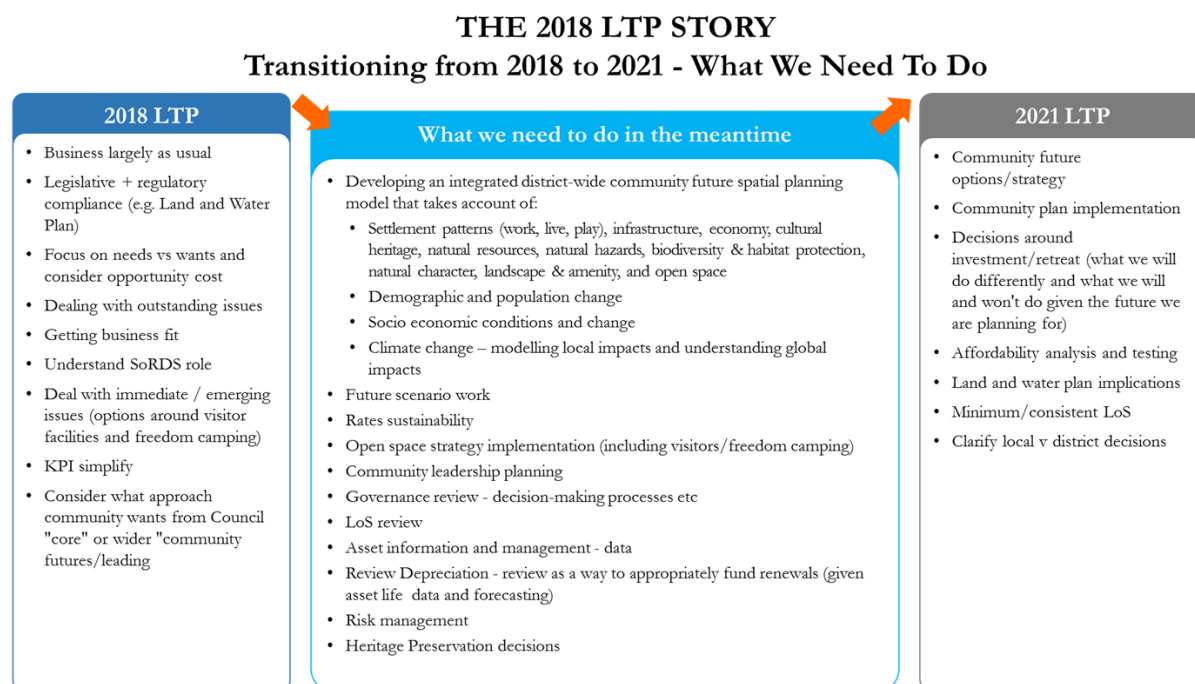 THE 2018 LTP STORY
Transitioning from 2018 to 2021 - What We Need To Do
2018 LTP
• Business largely as usual
• Legislative + regulatory
compliance (e.g. Land and Water
Plan)
• Focus on needs vs wants and
consider opportunity cost
• Dealing with outstanding issues
• Getting business fit
• Understand SoRDS role
• Deal with immediate / emerging
issues (options around visitor
facilities and freedom camping)
• KPI simplify
• Consider what approach
community wants from Council
"core" or wider "community
futures/leading
What we need to do in the meantime
• Developing an integrated district-wide community future spatial planning
model that takes account of:
• Settlement patterns (work, live, play), infrastructure, economy, cultural
heritage, natural resources, natural hazards, biodiversity & habitat protection,
natural character, landscape & amenity, and open space
• Demographic and population change
• Socio economic conditions and change
• Climate change – modelling local impacts and understanding global
impacts
• Future scenario work
• Rates sustainability
• Open space strategy implementation (including visitors/freedom camping)
• Community leadership planning
• Governance review - decision-making processes etc
• LoS review
• Asset information and management - data
• Review Depreciation - review as a way to appropriately fund renewals (given
asset life data and forecasting)
• Risk management
• Heritage Preservation decisions
2021 LTP
• Community future
options/strategy
• Community plan implementation
• Decisions around
investment/retreat (what we will
do differently and what we will
and won't do given the future we
are planning for)
• Affordability analysis and testing
• Land and water plan implications
• Minimum/consistent LoS
• Clarify local v district decisions